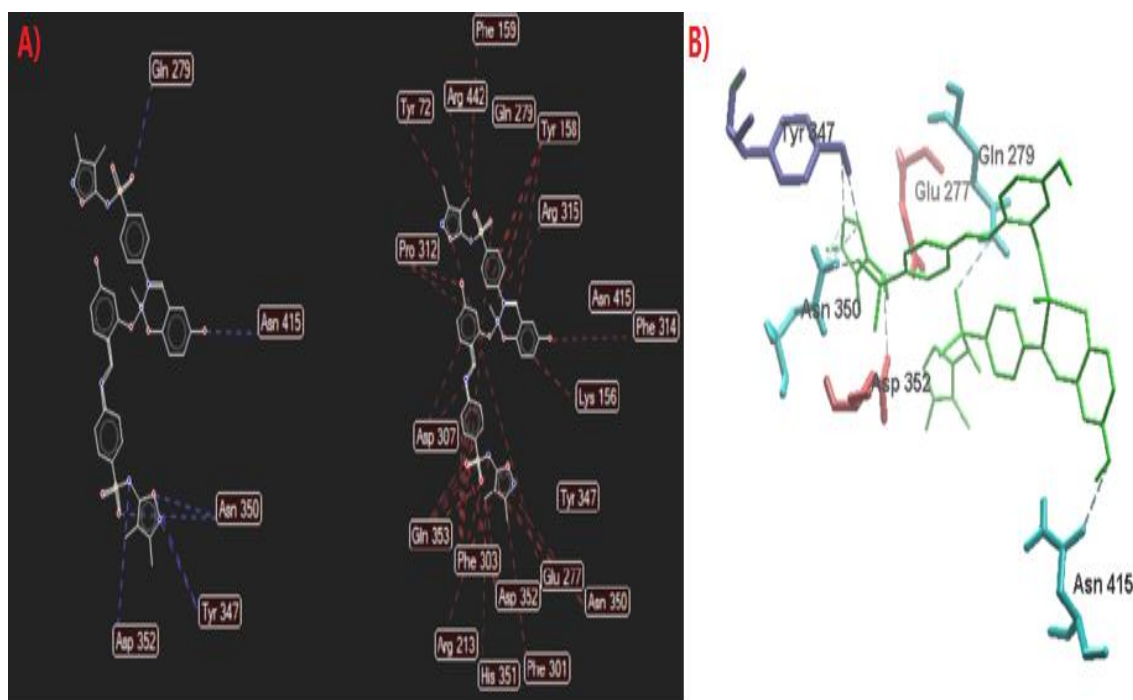 A)
Gln 279
Asn 415
Asn 350
Tyr 347
Asp 352
Phe 159
Tyr 72
Arg 442
Gln 279
Tyr 158
Arg 315
Pro 312
Asn 415
Phe 314
Lys 156
Asp 307
Tyr 347
Gln 353
Phe 303
Glu 277
Asp 352
Asn 350
Arg 213
His 351
Phe 301
B)
Tyr 347
Gln 279
Glu 277
Asn 350
Asp 352
Asn 415